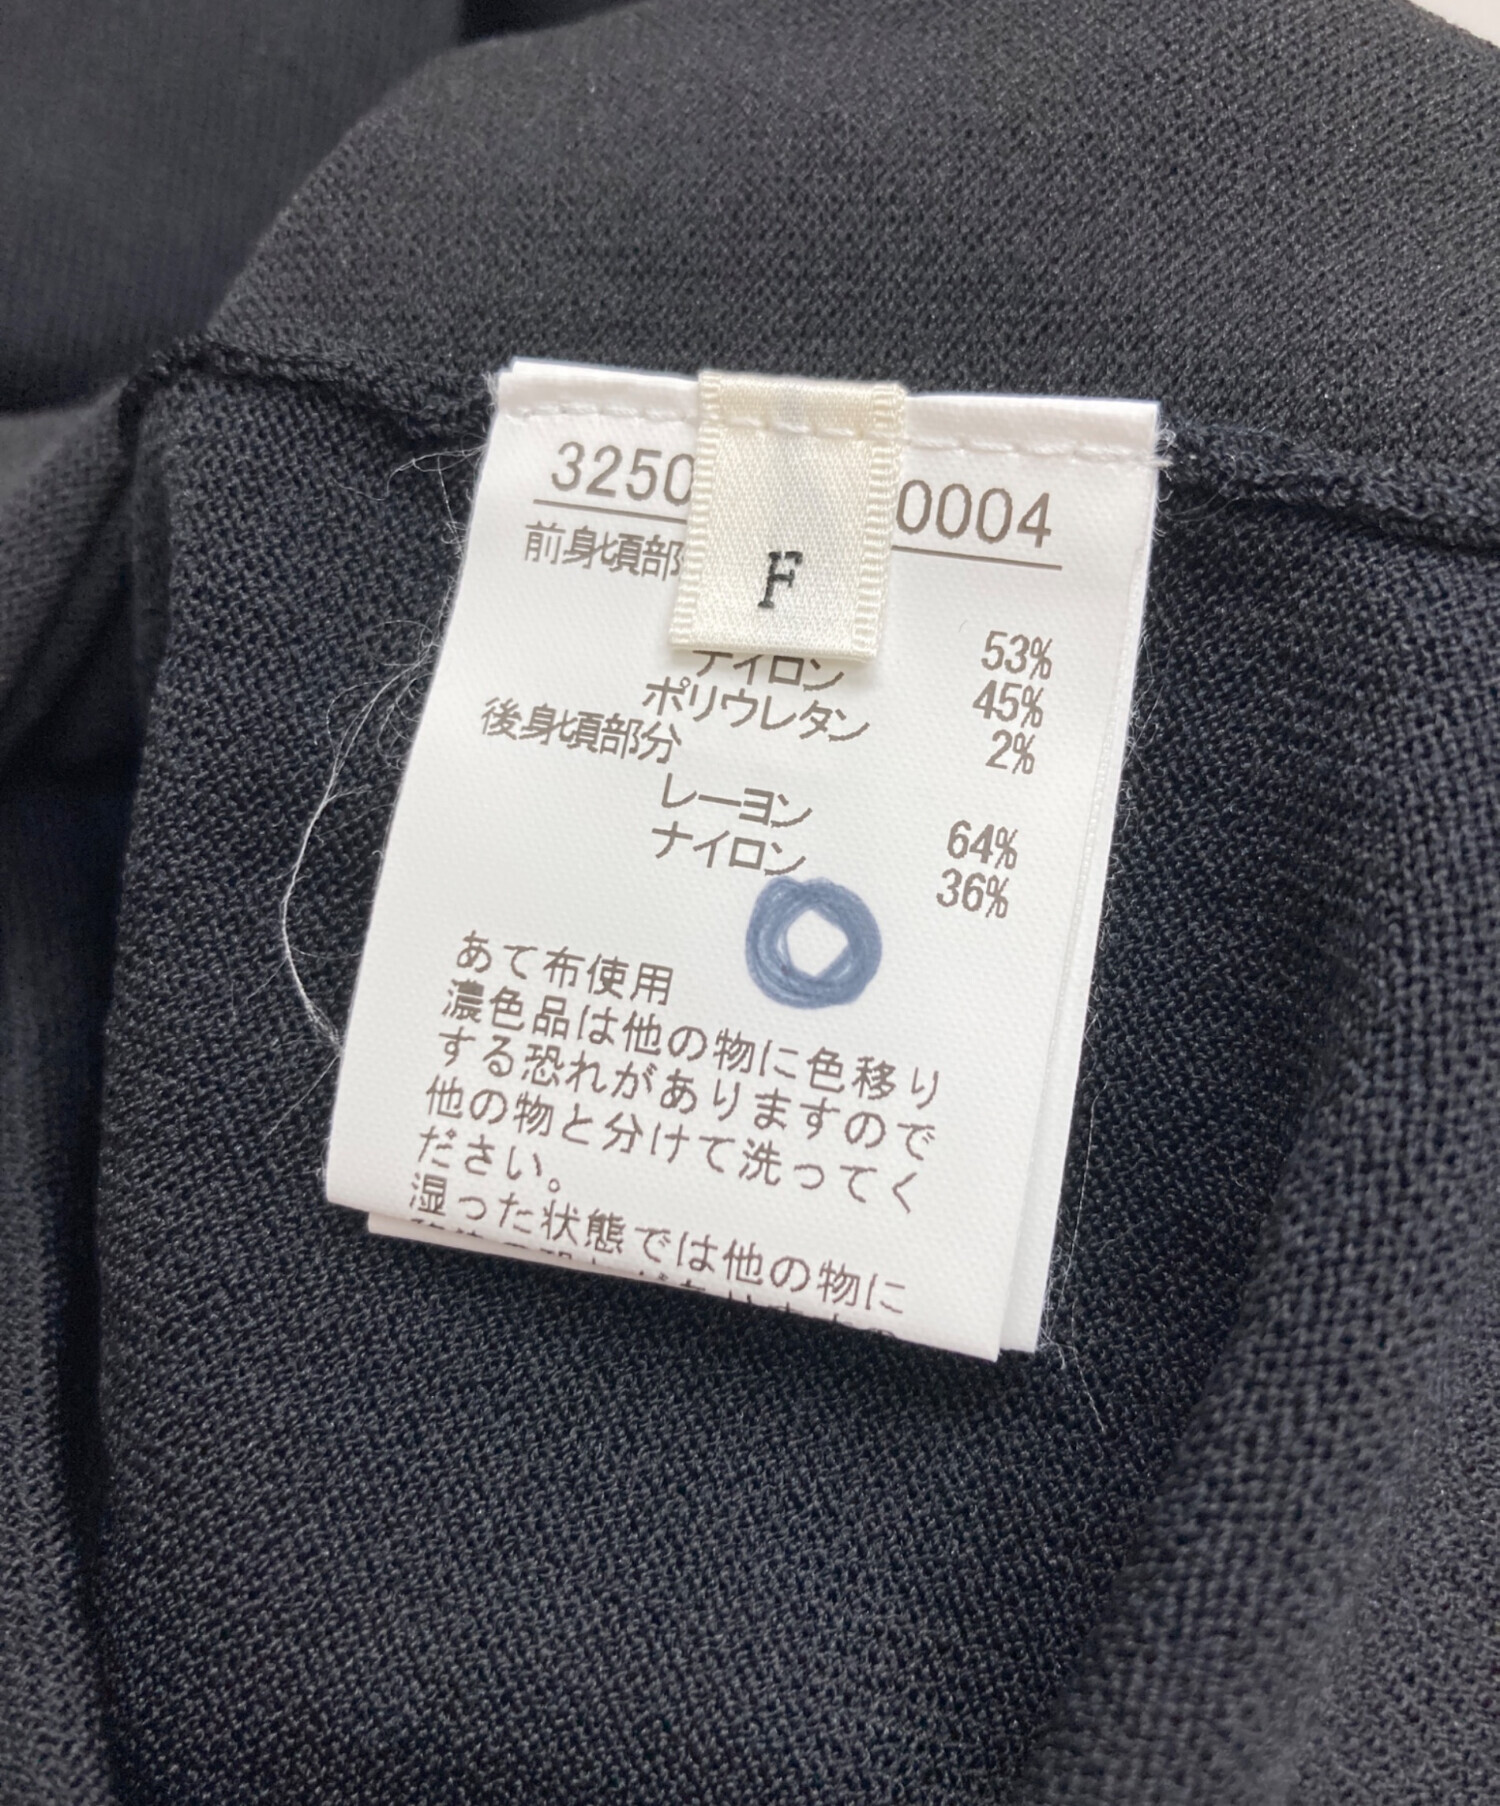 3250 0004
F
前身頃部
53%
ナイロン 45%
ポリウレタン 2%
後身頃部分
レーヨン 64%
ナイロン 36%
あて布使用
濃色品は他の物に色移り
する恐れがありますので
他の物と分けて洗ってく
ださい。
湿った状態では他の物に